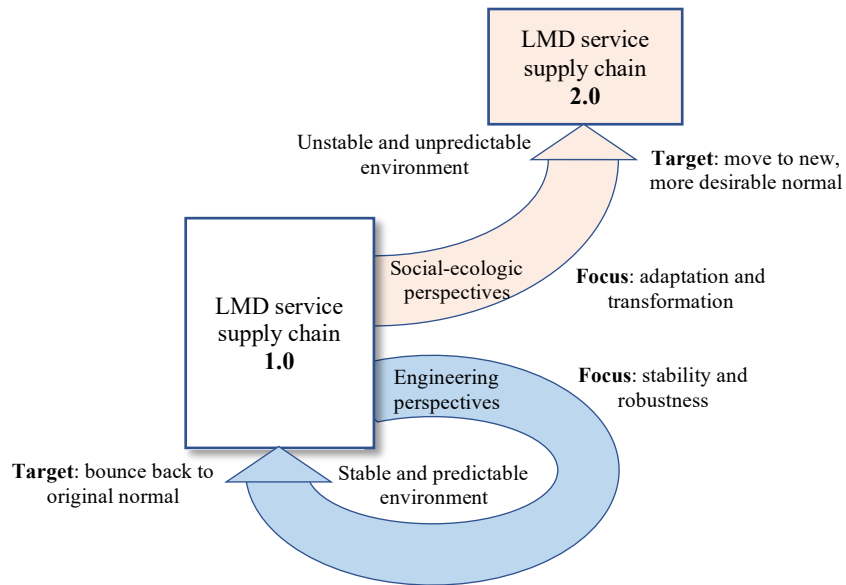 LMD service
supply chain
2.0
Unstable and unpredictable
environment
Target: move to new,
more desirable normal
Social-ecologic
perspectives
Focus: adaptation and
transformation
LMD service
supply chain
1.0
Engineering
perspectives
Focus: stability and
robustness
Target: bounce back to
original normal
Stable and predictable
environment